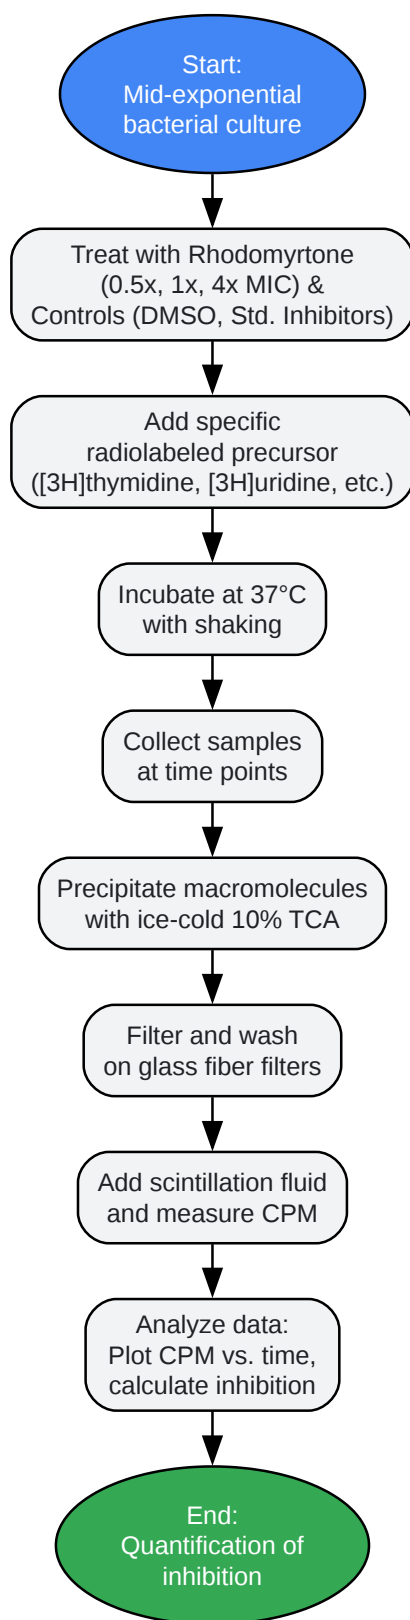 Start:
Mid-exponential
bacterial culture
Treat with Rhodomyrtone
(0.5x, 1x, 4x MIC) &
Controls (DMSO, Std. Inhibitors)
Add specific
radiolabeled precursor
([3H]thymidine, [3H]uridine, etc.)
Incubate at 37°C
with shaking
Collect samples
at time points
Precipitate macromolecules
with ice-cold 10% TCA
Filter and wash
on glass fiber filters
Add scintillation fluid
and measure CPM
Analyze data:
Plot CPM vs. time,
calculate inhibition
End:
Quantification of
inhibition